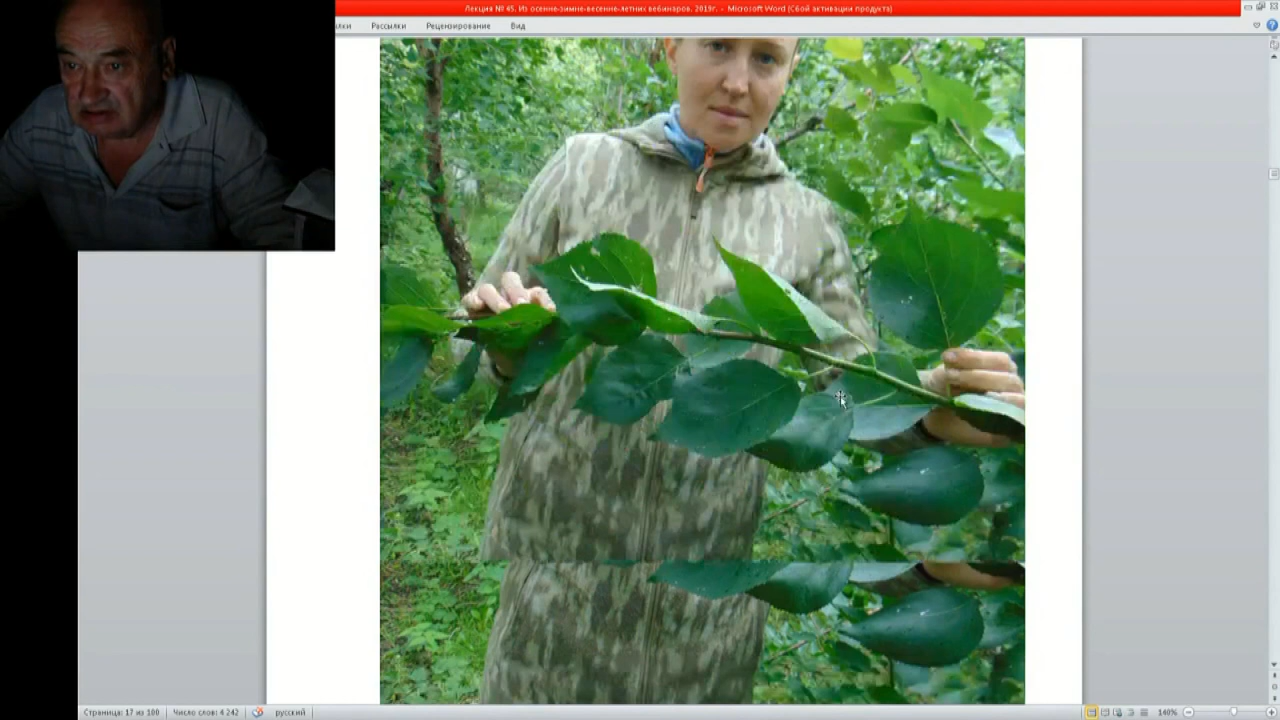 Лекция № 45. Из осенне-зимне-весенне-летних вебинаров. 2019г. - Microsoft Word (Сбой активации продукта)
Рассылки Рецензирование Вид
Страница: 17 из 100 Число слов: 4 242 русский 140%